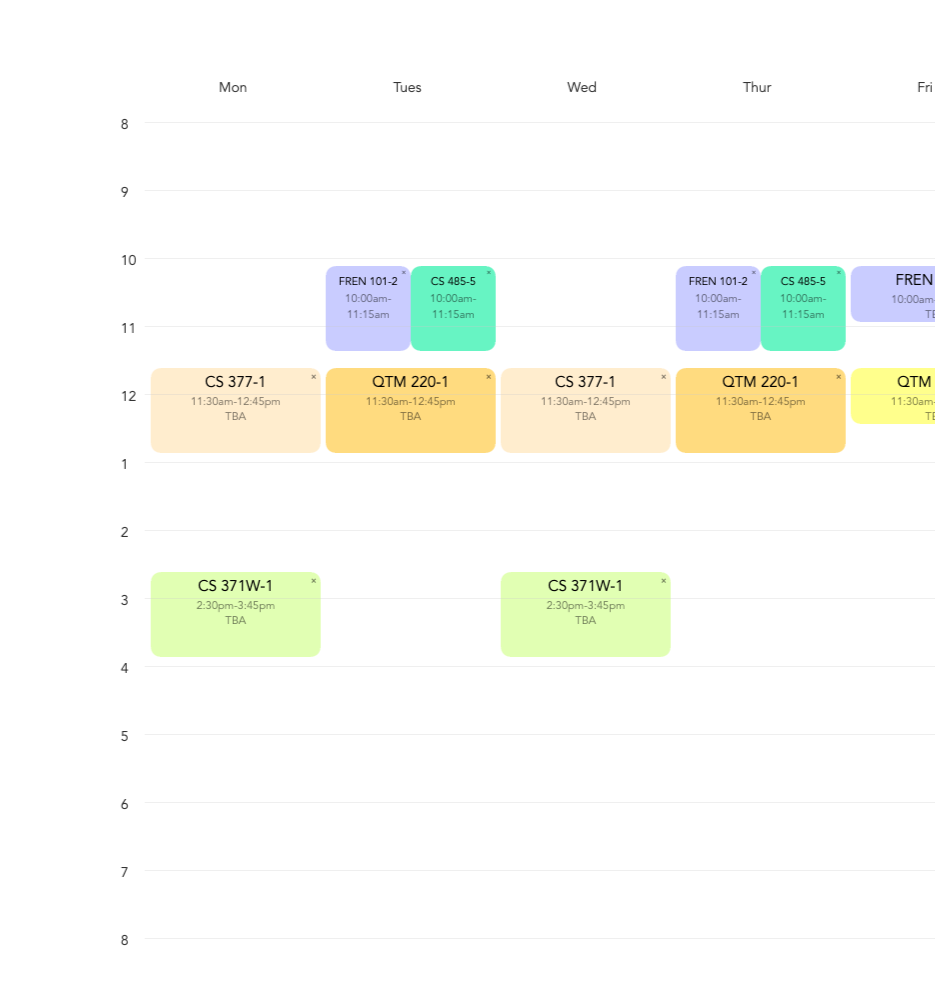 Mon Tues Wed Thur Fri
8
9
10
FREN 101-2 × CS 485-5 × FREN 101-2 × CS 485-5 × FREN
10:00am- 10:00am- 10:00am- 10:00am- 10:00am
11:15am 11:15am 11:15am 11:15am
11
CS 377-1 × QTM 220-1 × CS 377-1 × QTM 220-1 × QTM
12
11:30am-12:45pm 11:30am-12:45pm 11:30am-12:45pm 11:30am-12:45pm 11:30am-
TBA TBA TBA TBA
1
2
CS 371W-1 × CS 371W-1 ×
3
2:30pm-3:45pm 2:30pm-3:45pm
TBA TBA
4
5
6
7
8